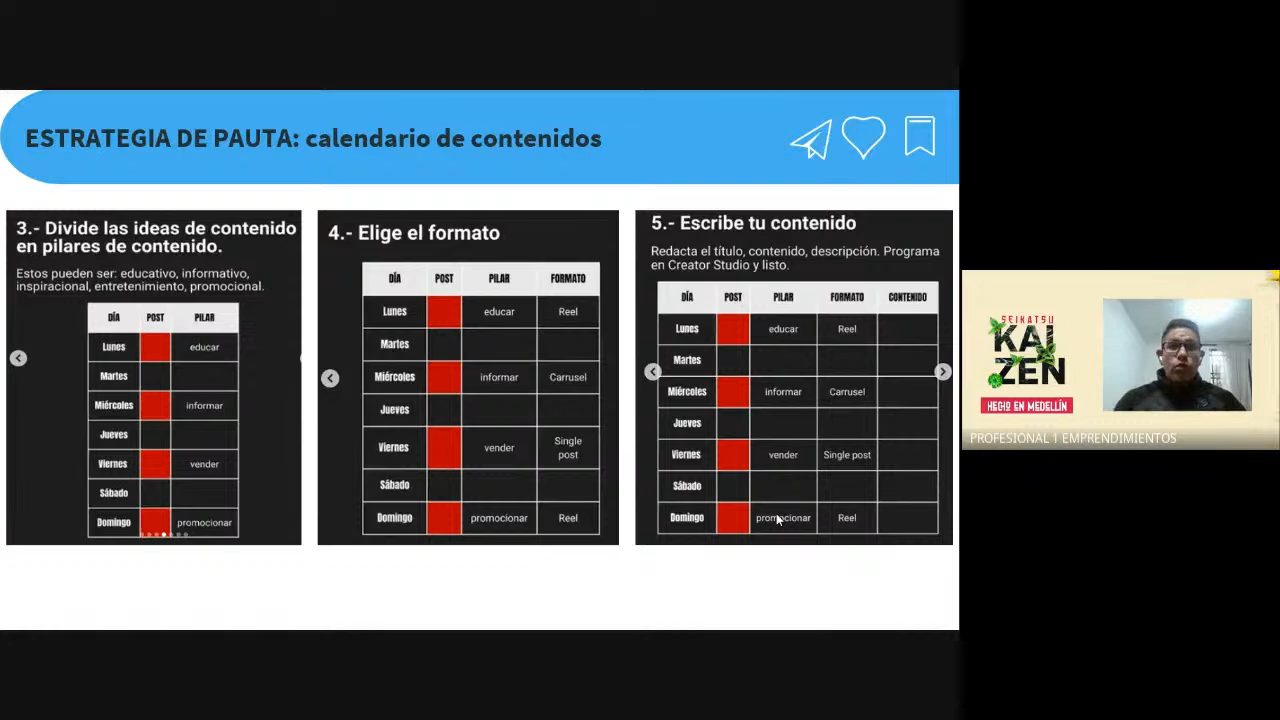 ESTRATEGIA DE PAUTA: calendario de contenidos
3.- Divide las ideas de contenido
en pilares de contenido.
Estos pueden ser: educativo, informativo,
inspiracional, entretenimiento, promocional.
DÍA POST PILAR
Lunes educar
Martes
Miércoles informar
Jueves
Viernes vender
Sábado
Domingo promocionar
4.- Elige el formato
DÍA POST PILAR FORMATO
Lunes educar Reel
Martes
Miércoles informar Carrusel
Jueves
Viernes vender Single
post
Sábado
Domingo promocionar Reel
5.- Escribe tu contenido
Redacta el título, contenido, descripción. Programa
en Creator Studio y listo.
DÍA POST PILAR FORMATO CONTENIDO
Lunes educar Reel
Martes
Miércoles informar Carrusel
Jueves
Viernes vender Single post
Sábado
Domingo promocionar Reel
SEIKATSU
KAI
ZEN
HECHO EN MEDELLÍN
PROFESIONAL 1 EMPRENDIMIENTOS